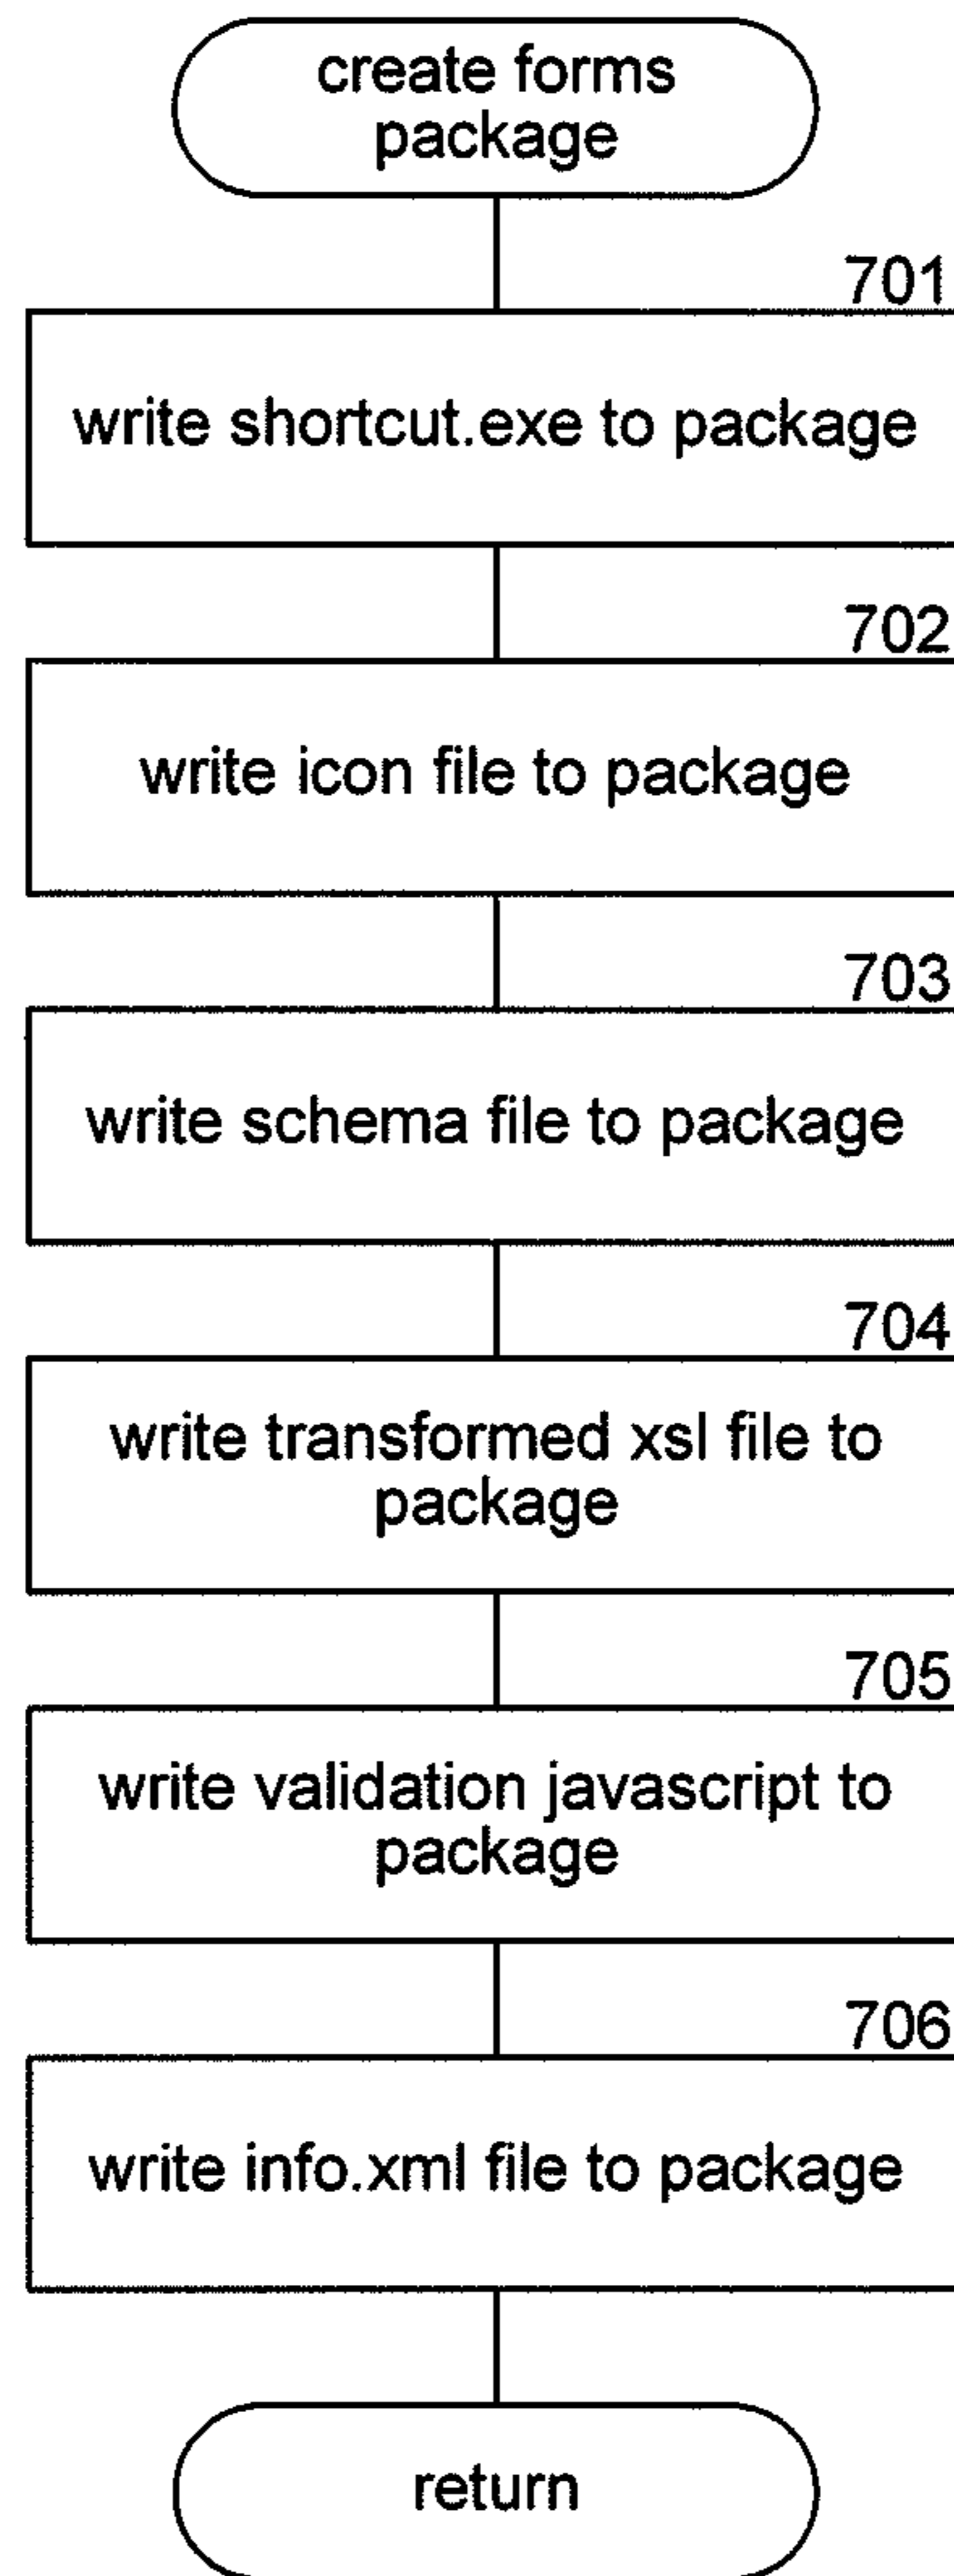 create forms
package
701
write shortcut.exe to package
702
write icon file to package
703
write schema file to package
704
write transformed xsl file to
package
705
write validation javascript to
package
706
write info.xml file to package
return